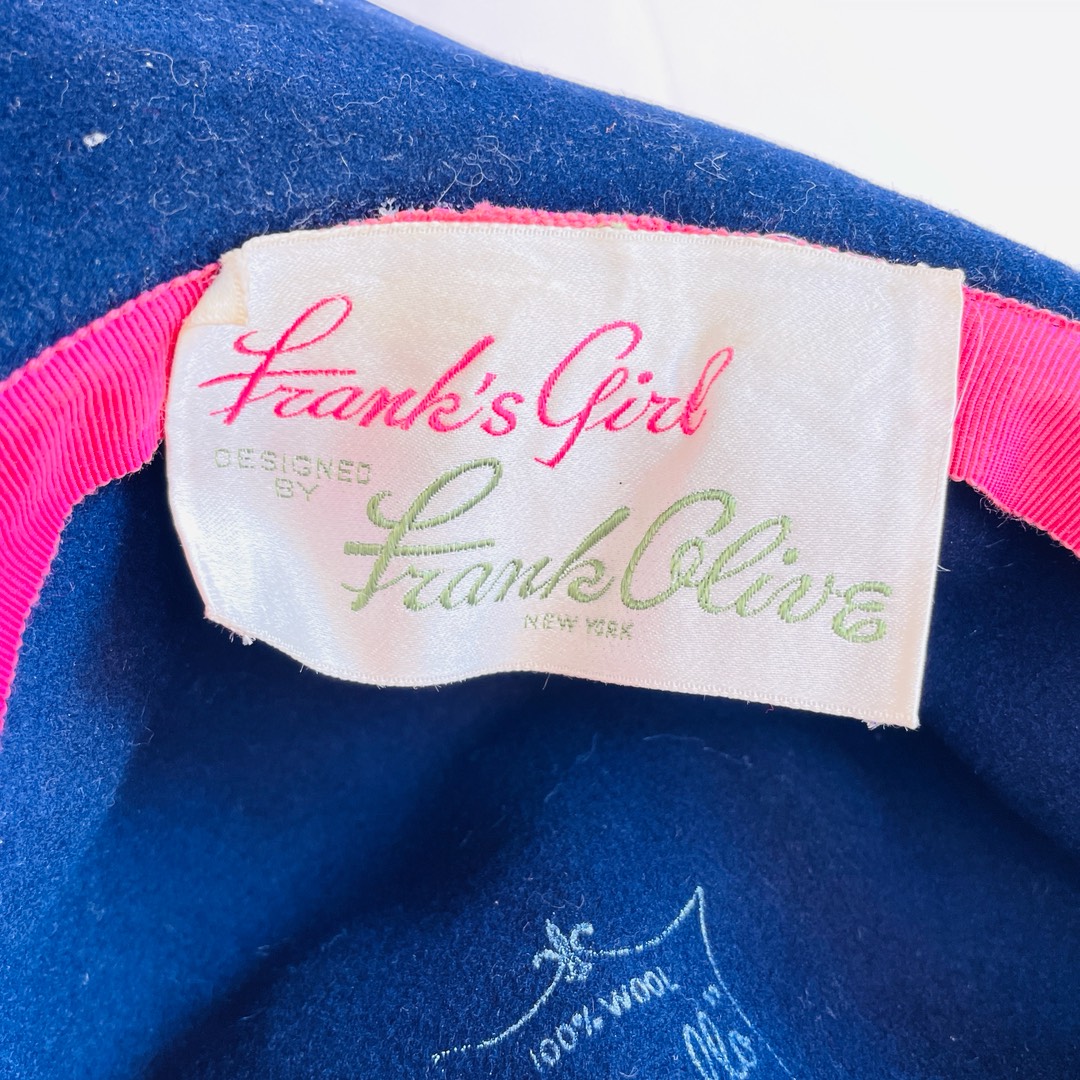 Frank's Girl
DESIGNED
BY
Frank Olive
NEW YORK
100% WOOL